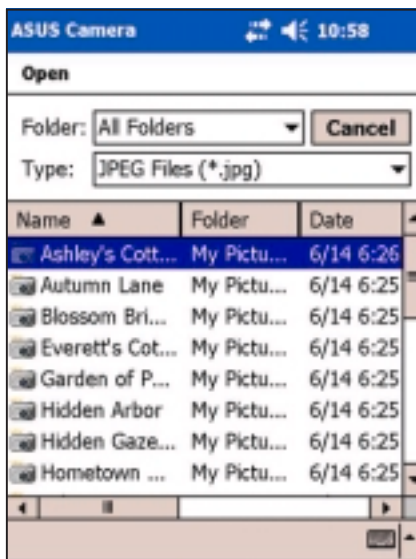 ASUS Camera 10:58
Open
Folder: All Folders Cancel
Type: JPEG Files (*.jpg)
Name Folder Date
Ashley's Cott... My Pictu... 6/14 6:26
Autumn Lane My Pictu... 6/14 6:25
Blossom Bri... My Pictu... 6/14 6:25
Everett's Cot... My Pictu... 6/14 6:25
Garden of P... My Pictu... 6/14 6:25
Hidden Arbor My Pictu... 6/14 6:25
Hidden Gaze... My Pictu... 6/14 6:25
Hometown ... My Pictu... 6/14 6:25